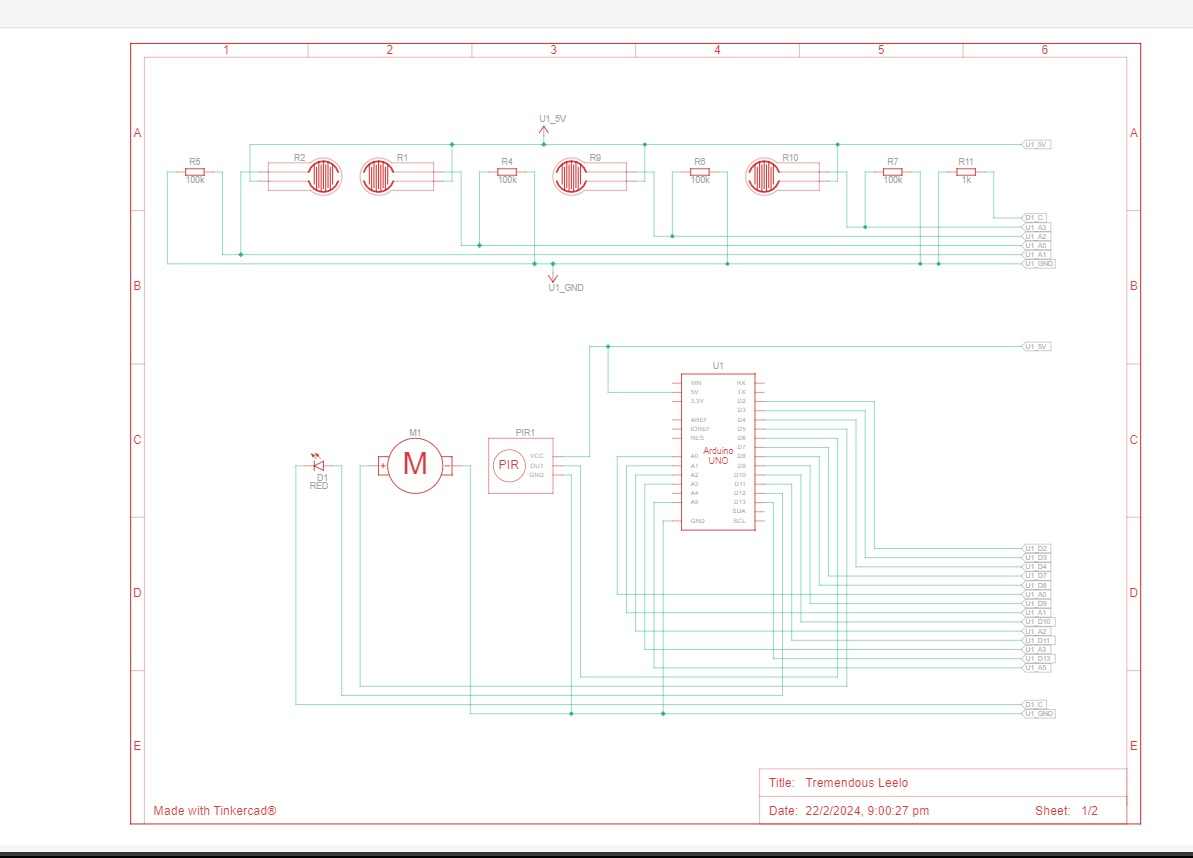 1 2 3 4 5 6
A A
U1_5V
U1_5V
R5 R2 R1 R4 R9 R6 R10 R7 R11
100k 100k 100k 100k 1k
D1_C
U1_A3
U1_A2
U1_A0
U1_A1
U1_GND
B B
U1_GND
U1_5V
U1
VIN RX
5V TX
3.3V D2
D3
AREF D4
IOREF D5
RES D6
D7
A0 D8
A1 D9
A2 D10
A3 D11
A4 D12
A5 D13
SDA
GND SCL
Arduino
UNO
C C
M1
M
+ -
PIR1
PIR
VCC
OUT
GND
D1
RED
U1_D2
U1_D3
U1_D4
U1_D7
U1_D8
U1_A0
U1_D9
U1_A1
U1_D10
U1_A2
U1_D11
U1_A3
U1_D13
U1_A5
D D
D1_C
U1_GND
E E
Title: Tremendous Leelo
Made with Tinkercad®
Date: 22/2/2024, 9:00:27 pm Sheet: 1/2